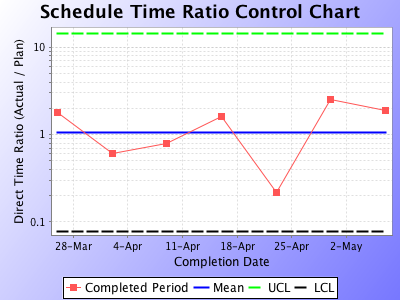 Schedule Time Ratio Control Chart
Direct Time Ratio (Actual / Plan)
10
1
0.1
28-Mar 4-Apr 11-Apr 18-Apr 25-Apr 2-May
Completion Date
Completed Period Mean UCL LCL